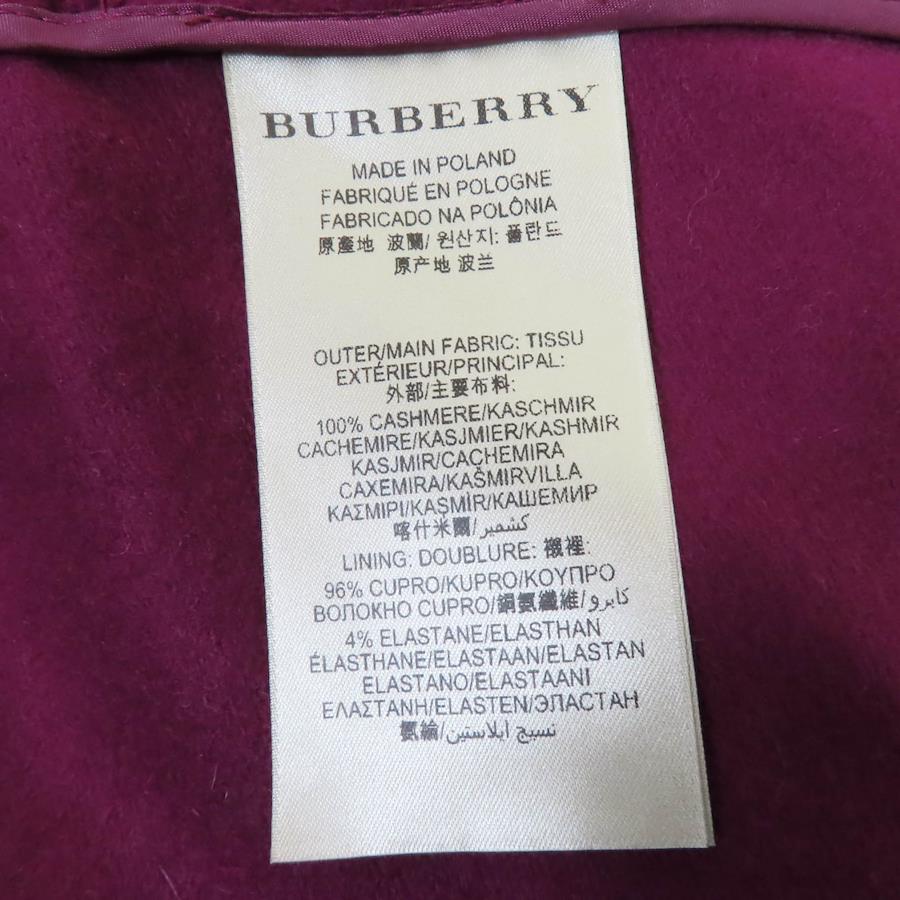 BURBERRY
MADE IN POLAND
FABRIQUÉ EN POLOGNE
FABRICADO NA POLÔNIA
原產地 波蘭/ 원산지: 폴란드
原产地 波兰
OUTER/MAIN FABRIC: TISSU
EXTÉRIEUR/PRINCIPAL:
外部/主要布料:
100% CASHMERE/KASCHMIR
CACHEMIRE/KASJMIER/KASHMIR
KASJMIR/CACHEMIRA
CAXEMIRA/KAŠMIRVILLA
ΚΑΣΜΙΡΙ/KAŞMİR/КАШЕМИР
喀什米爾/كشمير
LINING: DOUBLURE: 襯裡:
96% CUPRO/KUPRO/ΚΟΥΠΡΟ
ВОЛОКНО CUPRO/銅氨纖維/كابرو
4% ELASTANE/ELASTHAN
ÉLASTHANE/ELASTAAN/ELASTAN
ELASTANO/ELASTAANI
ΕΛΑΣΤΑΝΗ/ELASTEN/ЭЛАСТАН
氨綸/نسيج ايلاستين